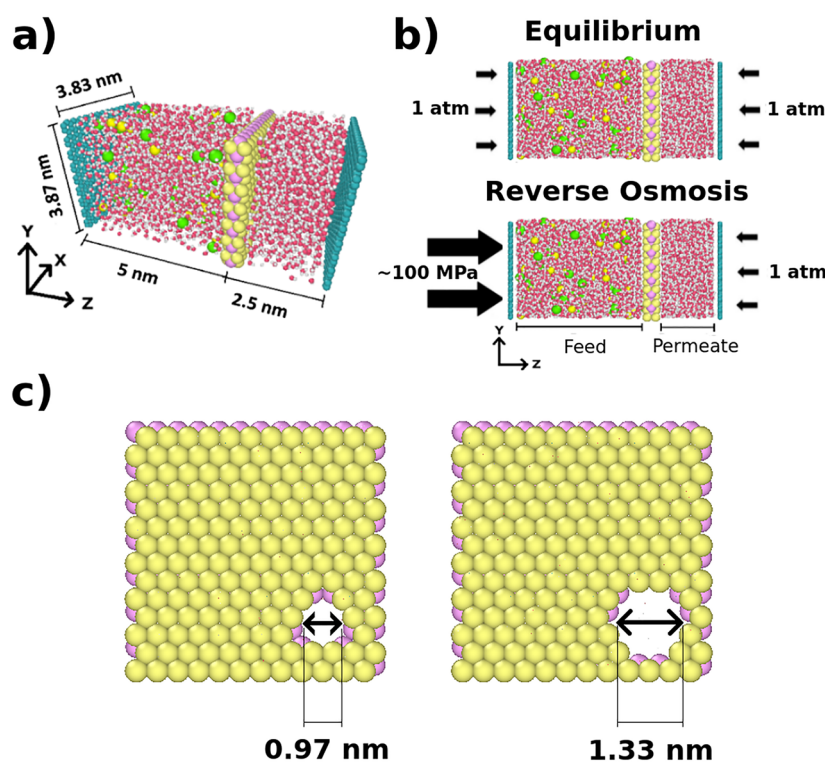 a)
3.83 nm
3.87 nm
5 nm
2.5 nm
Y
X
Z
b)
Equilibrium
1 atm
1 atm
Reverse Osmosis
~100 MPa
1 atm
Feed
Permeate
Y
Z
c)
0.97 nm
1.33 nm